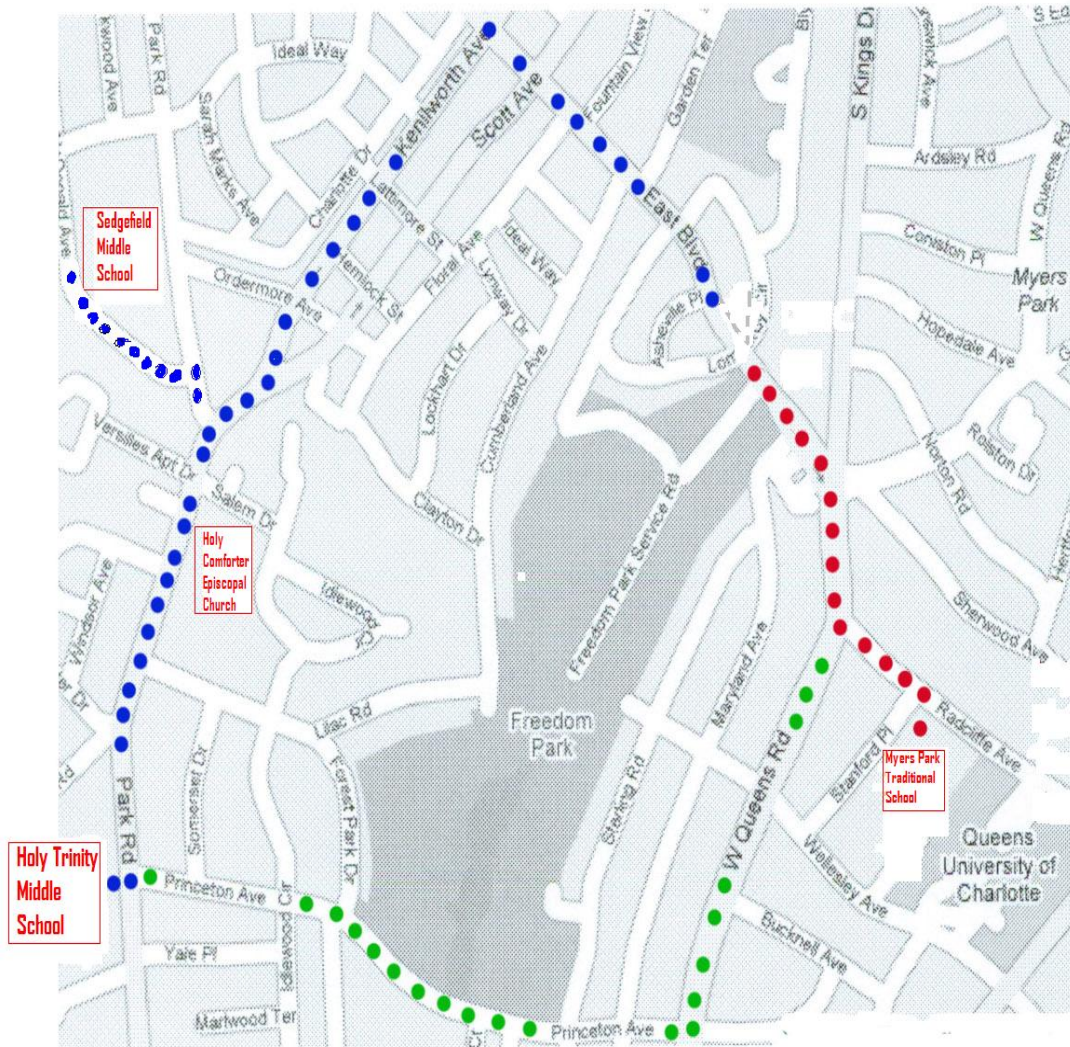 Park Rd
Ideal Way
Kenilworth Ave
Scott Ave
Fountain View
Garden Ter
S Kings Dr
Sarah Marks Ave
Charlotte Dr
Lattimore St
Ardsley Rd
W Queens Rd
Sedgefield
Middle
School
Ordermore Ave
Hemlock St
Floral Ave
Ideal Way
Lynway Dr
East Blvd
Coniston Pl
Myers
Park
Asheville Pl
Hopedale Ave
Lockhart Dr
Cumberland Ave
Versilles Apt Dr
Salem Dr
Clayton Dr
Norton Rd
Rolston Dr
Holy
Comforter
Episcopal
Church
Windsor Ave
Idlewood Cir
Freedom Park Service Rd
Sherwood Ave
Maryland Ave
Lilac Rd
Freedom
Park
Radcliffe Ave
Stanford Pl
Myers Park
Traditional
School
Somerset Dr
Forest Park Dr
Sterling Rd
W Queens Rd
Park Rd
Holy Trinity
Middle
School
Princeton Ave
Idlewood Cir
Wellesley Ave
Queens
University of
Charlotte
Bucknell Ave
Yale Pl
Martwood Ter
Princeton Ave